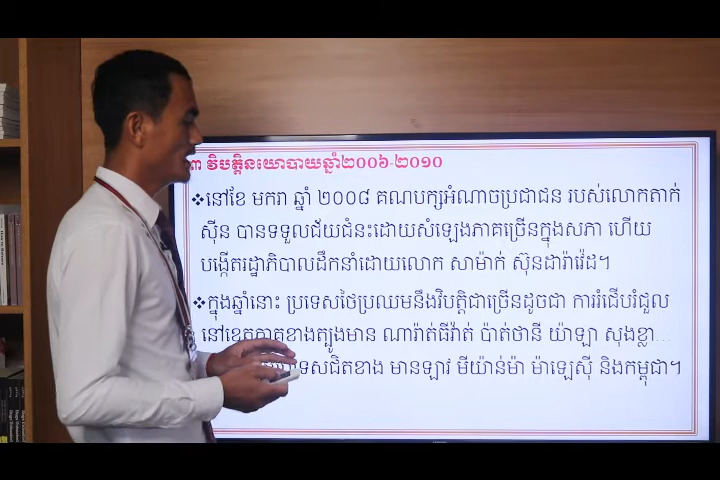 ៣ វិបត្តិនយោបាយឆ្នាំ២០០៦-២០១០
❖នៅខែ មករា ឆ្នាំ ២០០៨ គណបក្សអំណាចប្រជាជន របស់លោកតាក់
ស៊ីន បានទទួលជ័យជំនះដោយសំឡេងភាគច្រើនក្នុងសភា ហើយ
បង្កើតរដ្ឋាភិបាលដឹកនាំដោយលោក សាម៉ាក់ ស៊ុនដារ៉ាវ៉េជ។
❖ក្នុងឆ្នាំនោះ ប្រទេសថៃប្រឈមនឹងវិបត្តិជាច្រើនដូចជា ការរំជើបរំជួល
នៅខេត្តភាគខាងត្បូងមាន ណារ៉ាត់ធីវ៉ាត់ ប៉ាត់ថានី យ៉ាឡា សុងខ្លា...
ទេសជិតខាង មានឡាវ មីយ៉ាន់ម៉ា ម៉ាឡេស៊ី និងកម្ពុជា។